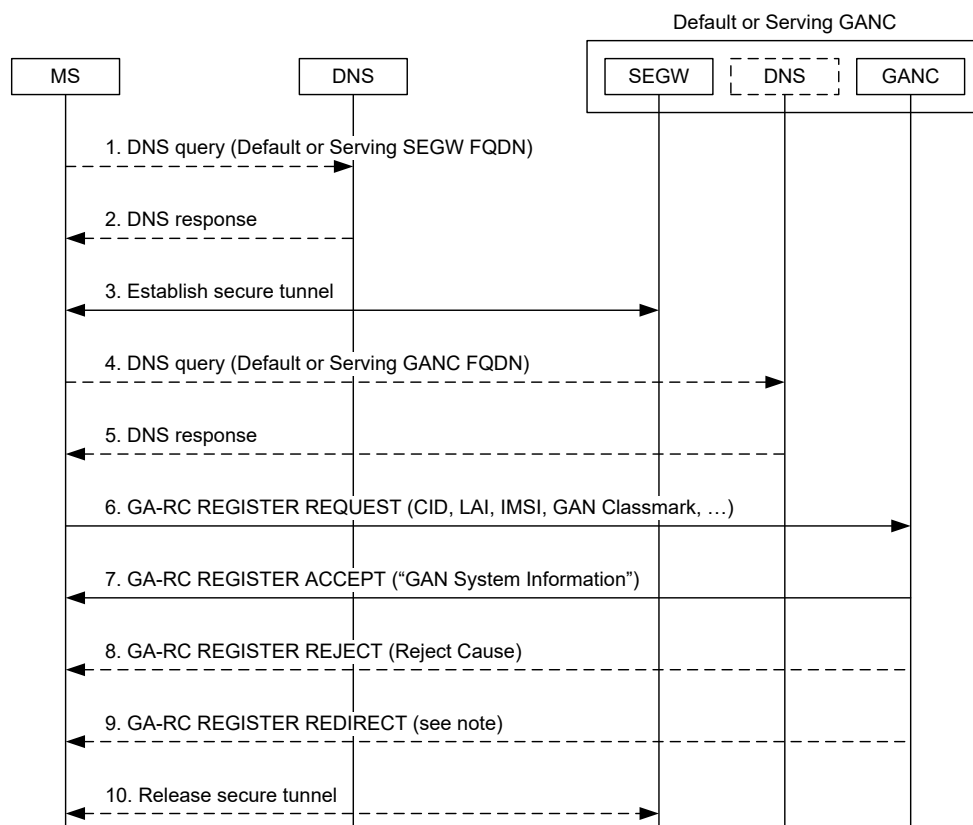 Default or Serving GANC
MS
DNS
SEGW
DNS
GANC
1. DNS query (Default or Serving SEGW FQDN)
2. DNS response
3. Establish secure tunnel
4. DNS query (Default or Serving GANC FQDN)
5. DNS response
6. GA-RC REGISTER REQUEST (CID, LAI, IMSI, GAN Classmark, …)
7. GA-RC REGISTER ACCEPT (“GAN System Information”)
8. GA-RC REGISTER REJECT (Reject Cause)
9. GA-RC REGISTER REDIRECT (see note)
10. Release secure tunnel